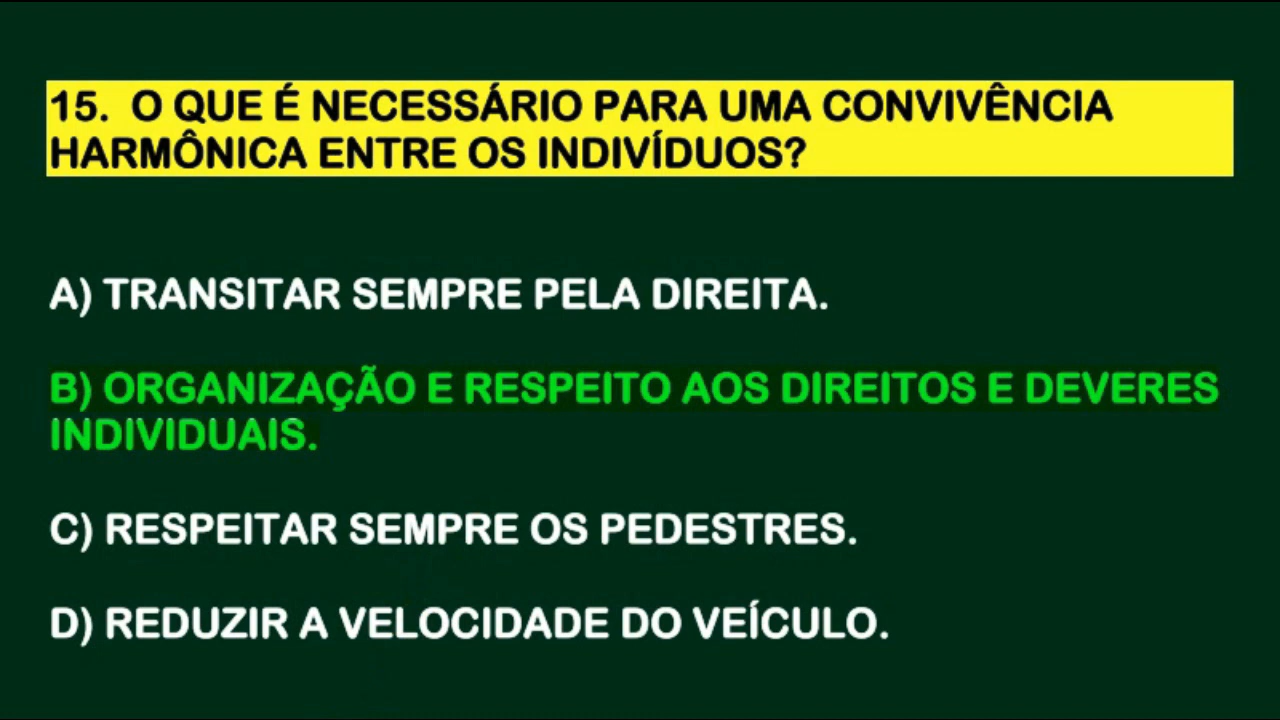 15. O QUE É NECESSÁRIO PARA UMA CONVIVÊNCIA
HARMÔNICA ENTRE OS INDIVÍDUOS?
A) TRANSITAR SEMPRE PELA DIREITA.
B) ORGANIZAÇÃO E RESPEITO AOS DIREITOS E DEVERES
INDIVIDUAIS.
C) RESPEITAR SEMPRE OS PEDESTRES.
D) REDUZIR A VELOCIDADE DO VEÍCULO.